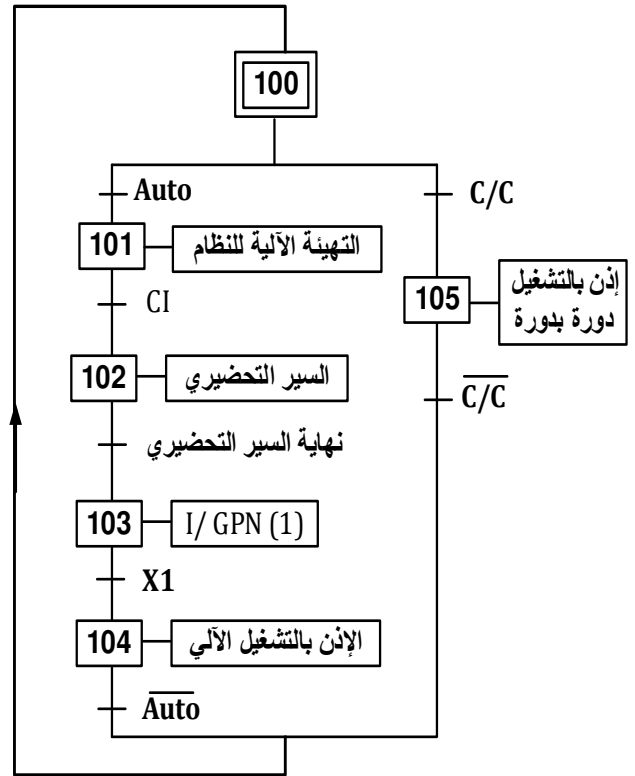 100
Auto
C/C
101
التهيئة الآلية للنظام
CI
105
إذن بالتشغيل
دورة بدورة
102
السير التحضيري
C̅/̅C̅
نهاية السير التحضيري
103
I/ GPN (1)
X1
104
الإذن بالتشغيل الآلي
A̅u̅t̅o̅